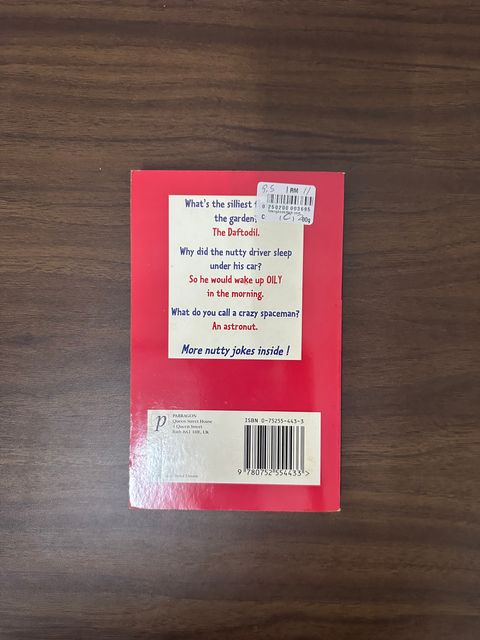 What's the silliest
the garden?
The Daftodil.
Why did the nutty driver sleep
under his car?
So he would wake up OILY
in the morning.
What do you call a crazy spaceman?
An astronut.
More nutty jokes inside !
RM 11
p
PARRAGON
Queen Street House
4 Queen Street
Bath BA1 1HE, UK
ISBN 0-75255-443-3
9 780752 554433 >